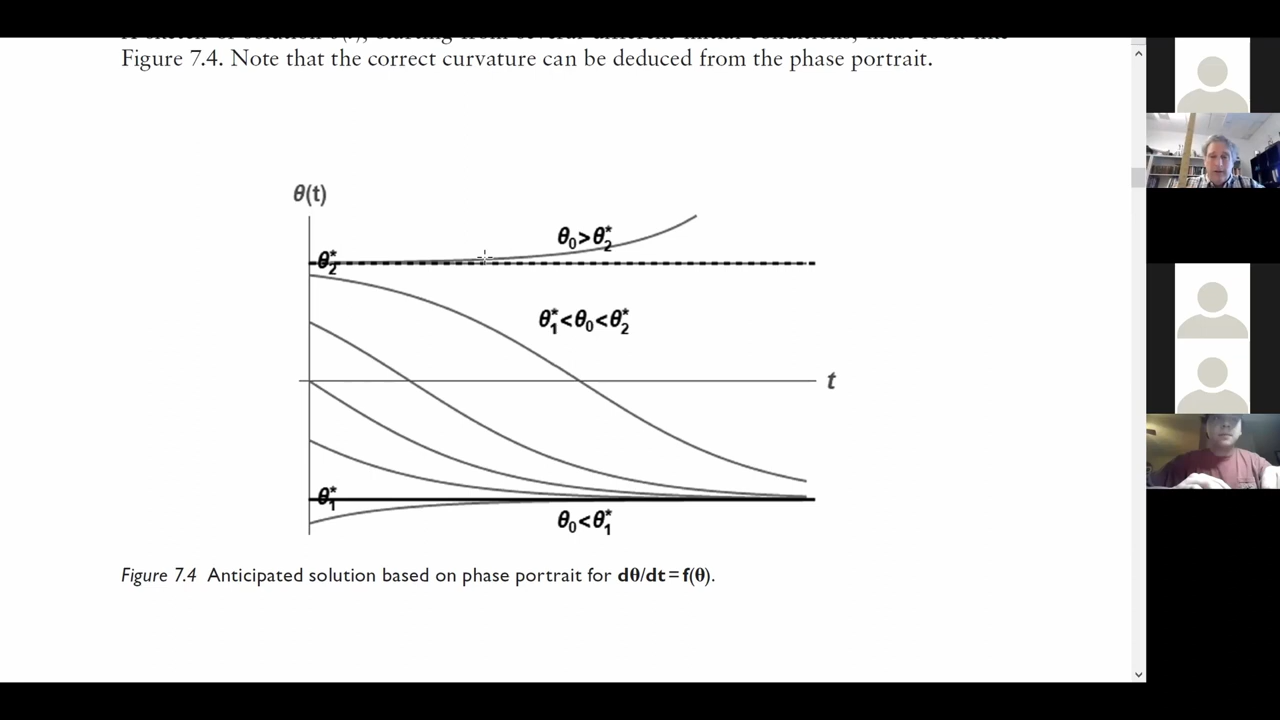 Figure 7.4. Note that the correct curvature can be deduced from the phase portrait.
θ(t)
θ₀>θ₂*
θ₂*
θ₁*<θ₀<θ₂*
t
θ₁*
θ₀<θ₁*
Figure 7.4 Anticipated solution based on phase portrait for dθ/dt=f(θ).